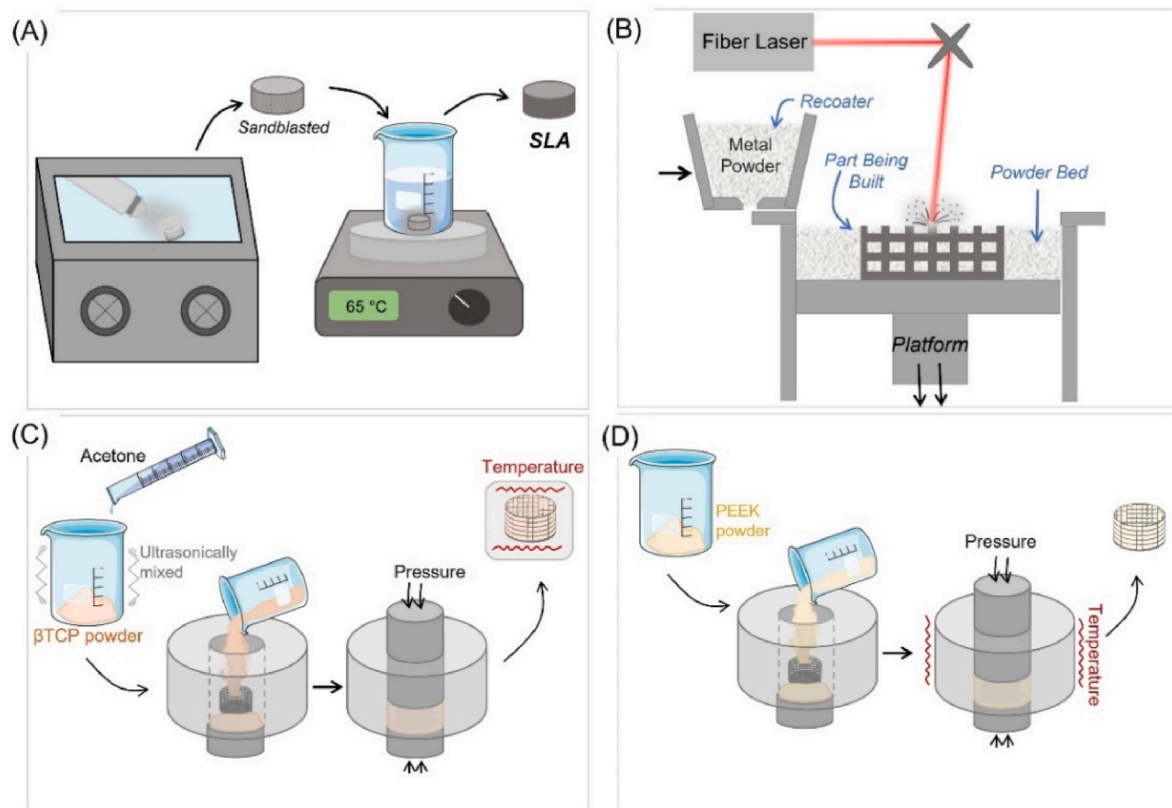 (A)
Sandblasted
SLA
65 °C
(B)
Fiber Laser
Recoater
Metal
Powder
Part Being
Built
Powder Bed
Platform
(C)
Acetone
Ultrasonically
mixed
βTCP powder
Pressure
Temperature
(D)
PEEK
powder
Pressure
Temperature